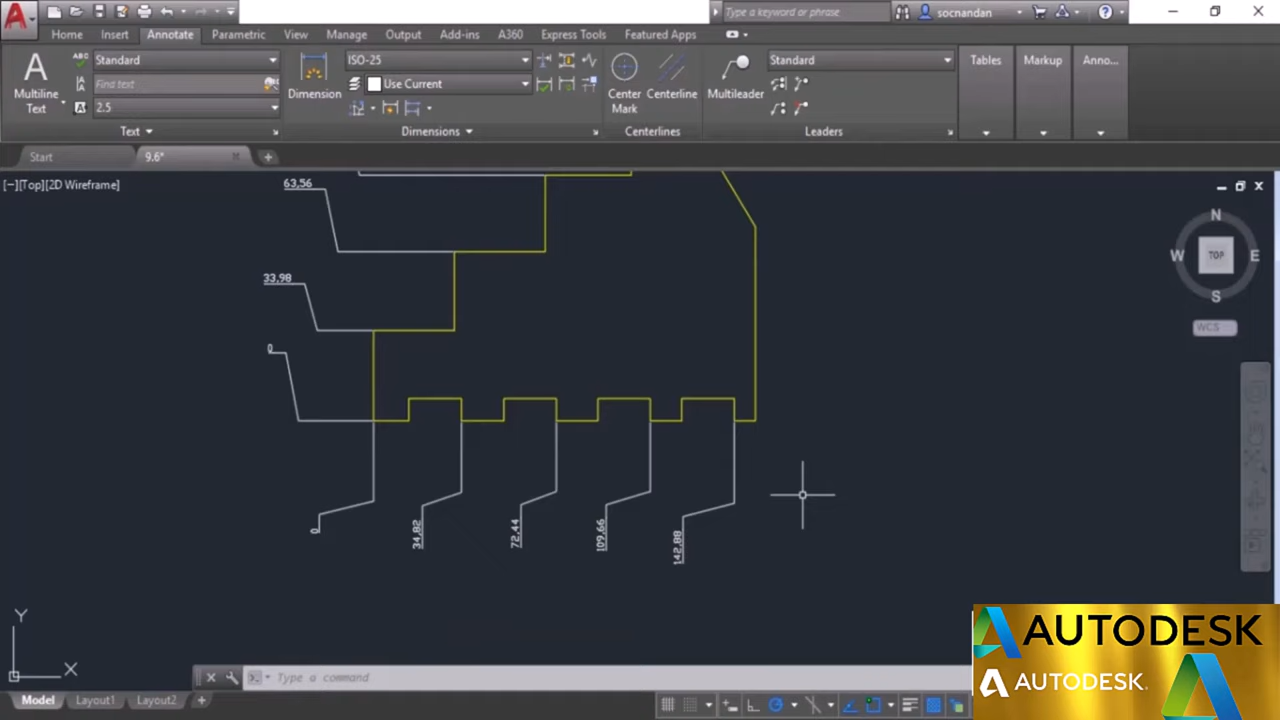 Type a keyword or phrase
socnandan
Home Insert Annotate Parametric View Manage Output Add-ins A360 Express Tools Featured Apps
Multiline
Text
Standard
Find text
2.5
Text
Dimension
ISO-25
Use Current
Dimensions
Center
Mark
Centerline
Centerlines
Multileader
Standard
Leaders
Tables
Markup
Anno...
Start
9.6*
[−][Top][2D Wireframe]
63,56
33,98
0
0
34,82
72,44
109,66
142,88
N
W
TOP
E
S
WCS
Y
X
Type a command
Model Layout1 Layout2
AUTODESK
AUTODESK.